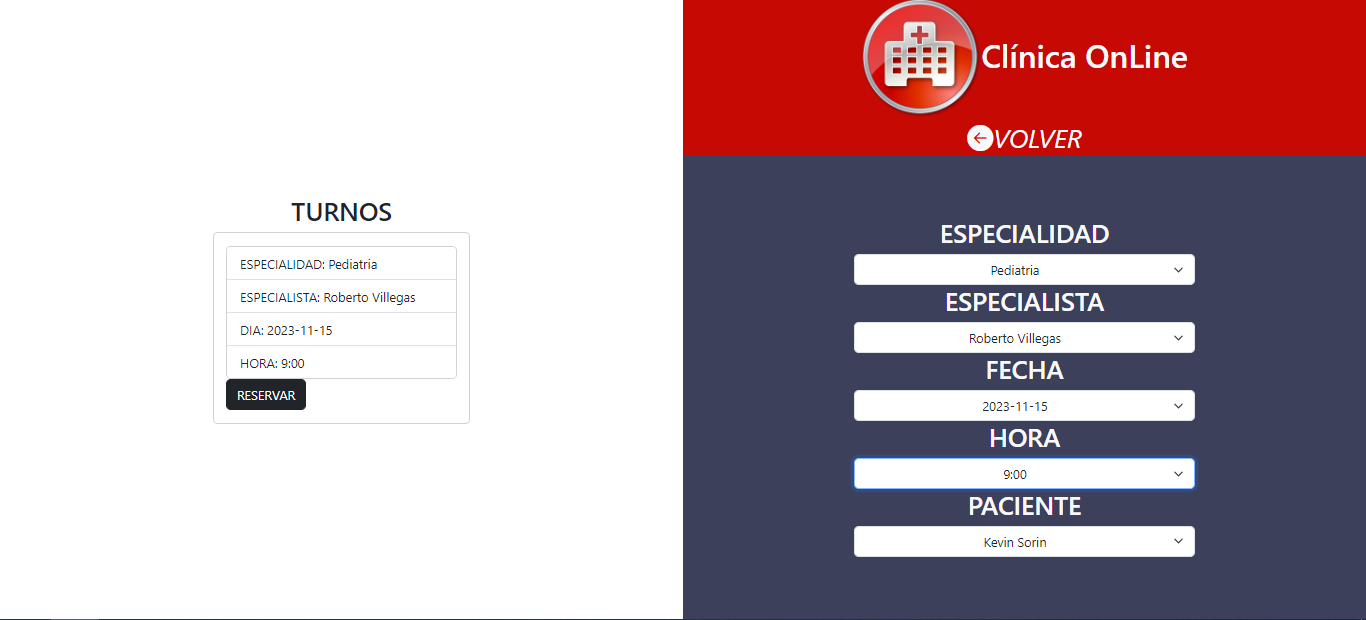 TURNOS
ESPECIALIDAD: Pediatria
ESPECIALISTA: Roberto Villegas
DIA: 2023-11-15
HORA: 9:00
RESERVAR
Clínica OnLine
VOLVER
ESPECIALIDAD
Pediatria
ESPECIALISTA
Roberto Villegas
FECHA
2023-11-15
HORA
9:00
PACIENTE
Kevin Sorin